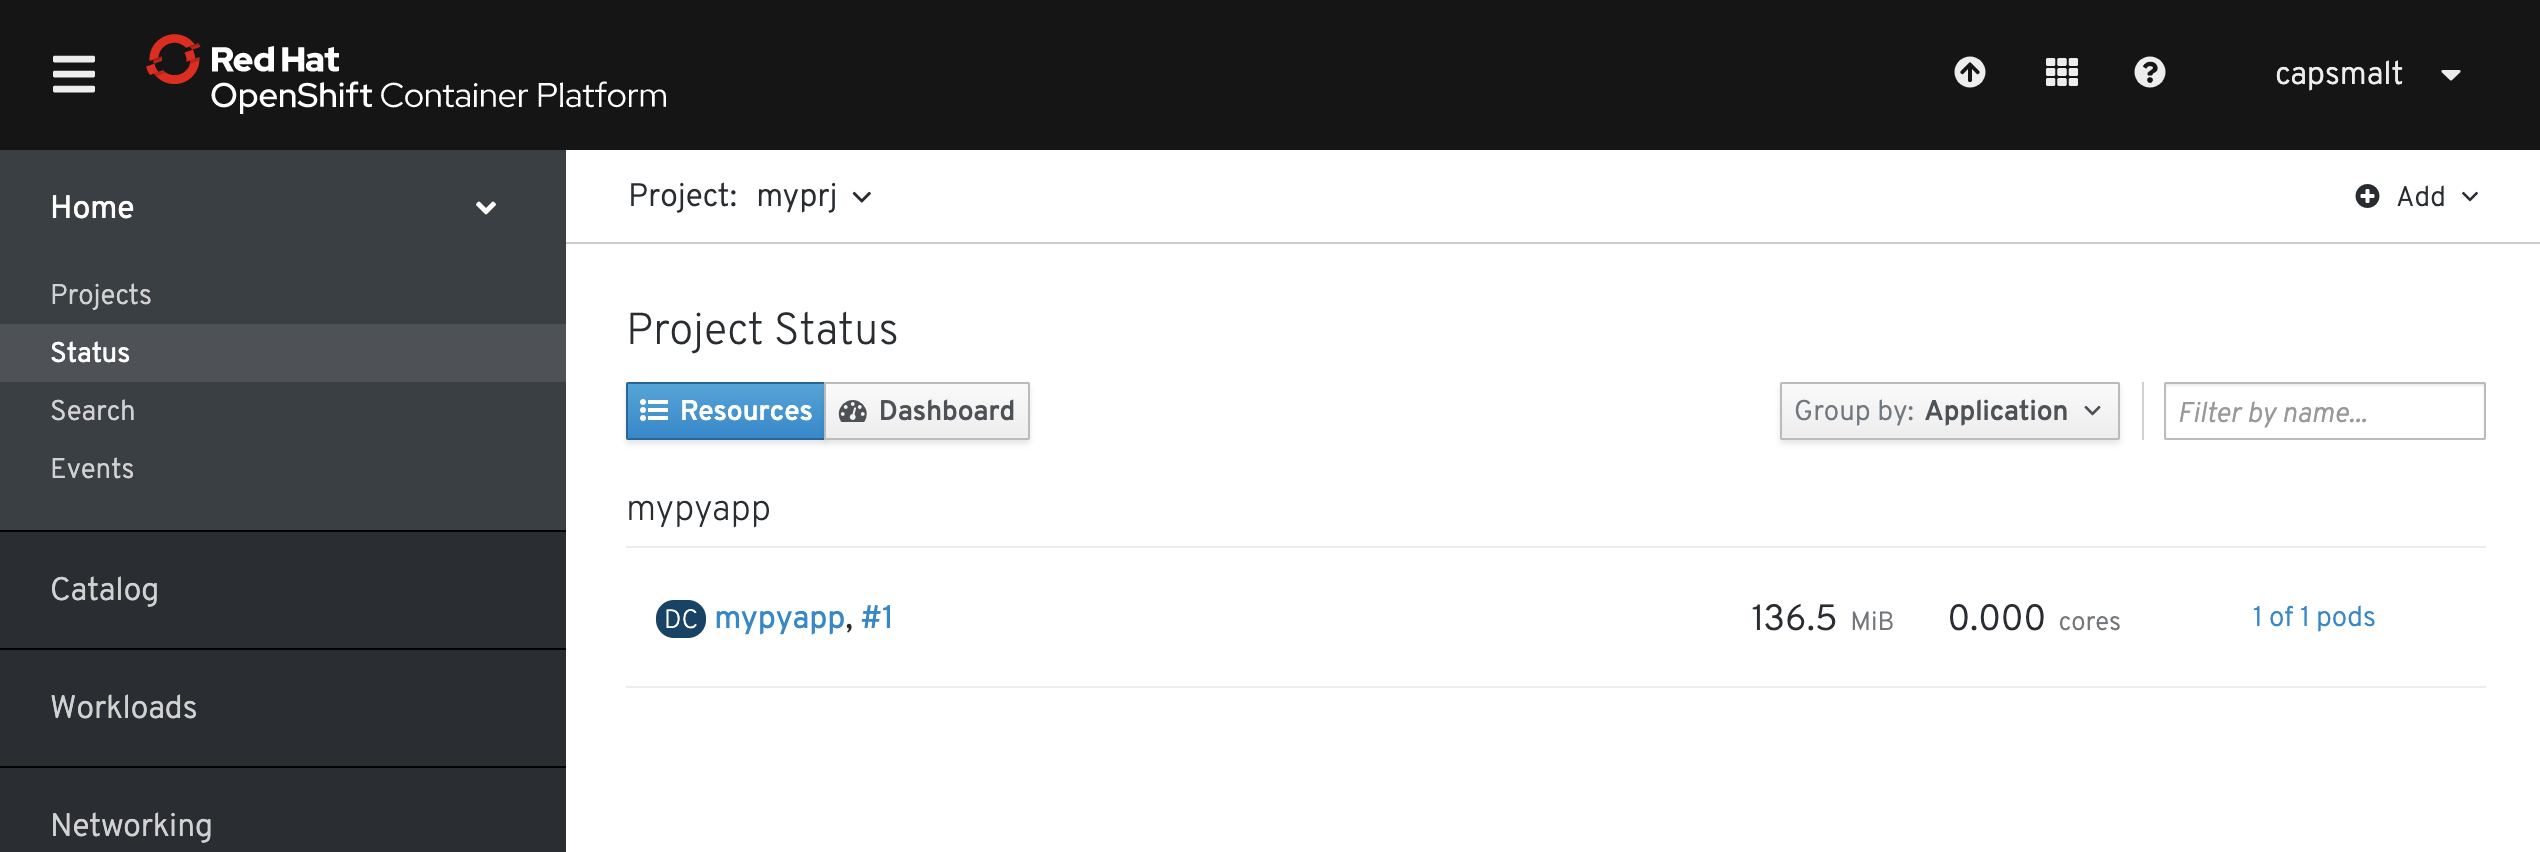 Red Hat
OpenShift Container Platform
capsmalt
Home
Projects
Status
Search
Events
Catalog
Workloads
Networking
Project: myprj
Add
Project Status
Resources
Dashboard
Group by: Application
Filter by name...
mypyapp
DC mypyapp, #1 136.5 MiB 0.000 cores 1 of 1 pods